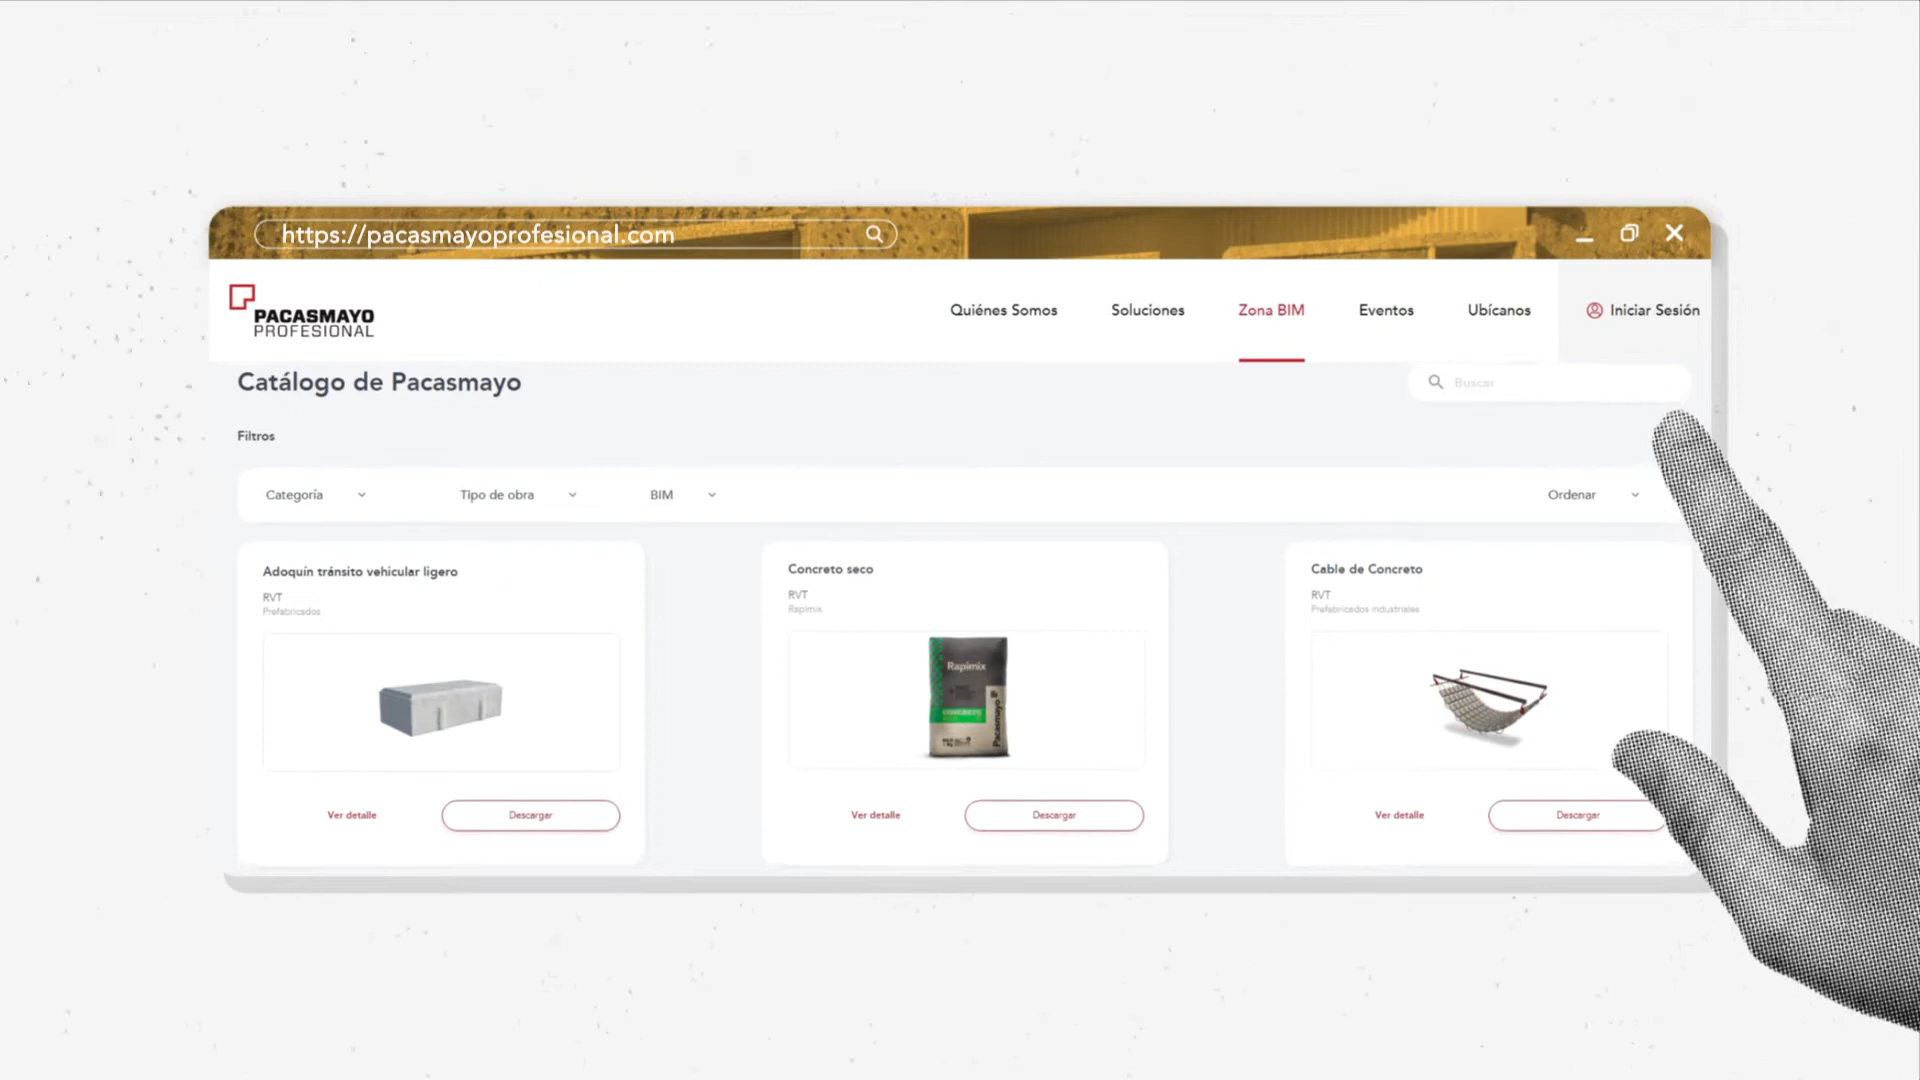 https://pacasmayoprofesional.com
PACASMAYO
PROFESIONAL
Quiénes Somos
Soluciones
Zona BIM
Eventos
Ubícanos
Iniciar Sesión
Catálogo de Pacasmayo
Buscar
Filtros
Categoría
Tipo de obra
BIM
Ordenar
Adoquín tránsito vehicular ligero
RVT
Prefabricados
Ver detalle
Descargar
Concreto seco
RVT
Rapimix
Rapimix
Pacasmayo
Ver detalle
Descargar
Cable de Concreto
RVT
Prefabricados industriales
Ver detalle
Descargar